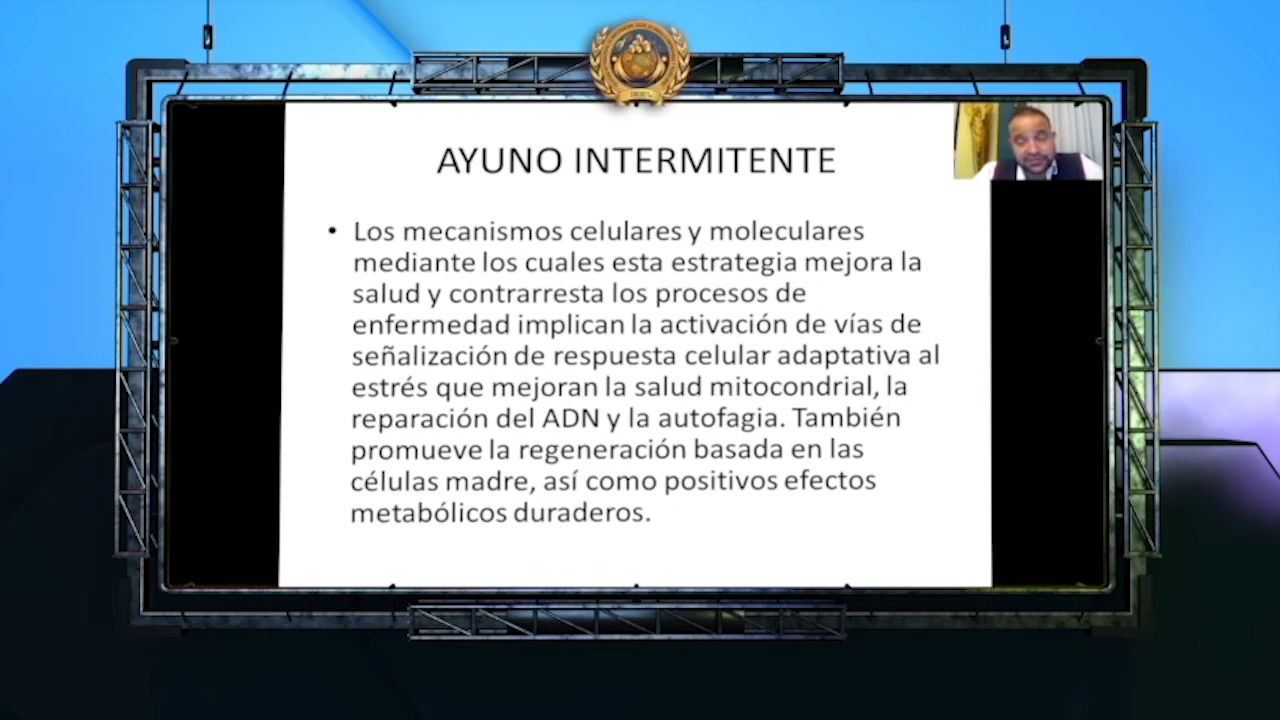 AYUNO INTERMITENTE
• Los mecanismos celulares y moleculares
mediante los cuales esta estrategia mejora la
salud y contrarresta los procesos de
enfermedad implican la activación de vías de
señalización de respuesta celular adaptativa al
estrés que mejoran la salud mitocondrial, la
reparación del ADN y la autofagia. También
promueve la regeneración basada en las
células madre, así como positivos efectos
metabólicos duraderos.